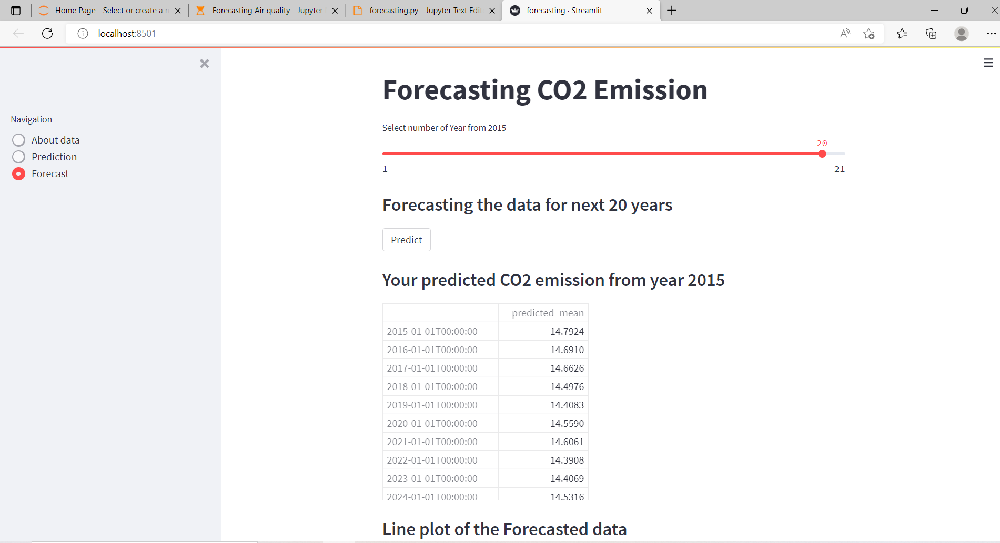 Home Page - Select or create a n
Forecasting Air quality - Jupyter
forecasting.py - Jupyter Text Edit
forecasting · Streamlit
localhost:8501
Navigation
About data
Prediction
Forecast
Forecasting CO2 Emission
Select number of Year from 2015
20
1
21
Forecasting the data for next 20 years
Predict
Your predicted CO2 emission from year 2015
predicted_mean
2015-01-01T00:00:00 14.7924
2016-01-01T00:00:00 14.6910
2017-01-01T00:00:00 14.6626
2018-01-01T00:00:00 14.4976
2019-01-01T00:00:00 14.4083
2020-01-01T00:00:00 14.5590
2021-01-01T00:00:00 14.6061
2022-01-01T00:00:00 14.3908
2023-01-01T00:00:00 14.4069
2024-01-01T00:00:00 14.5316
Line plot of the Forecasted data